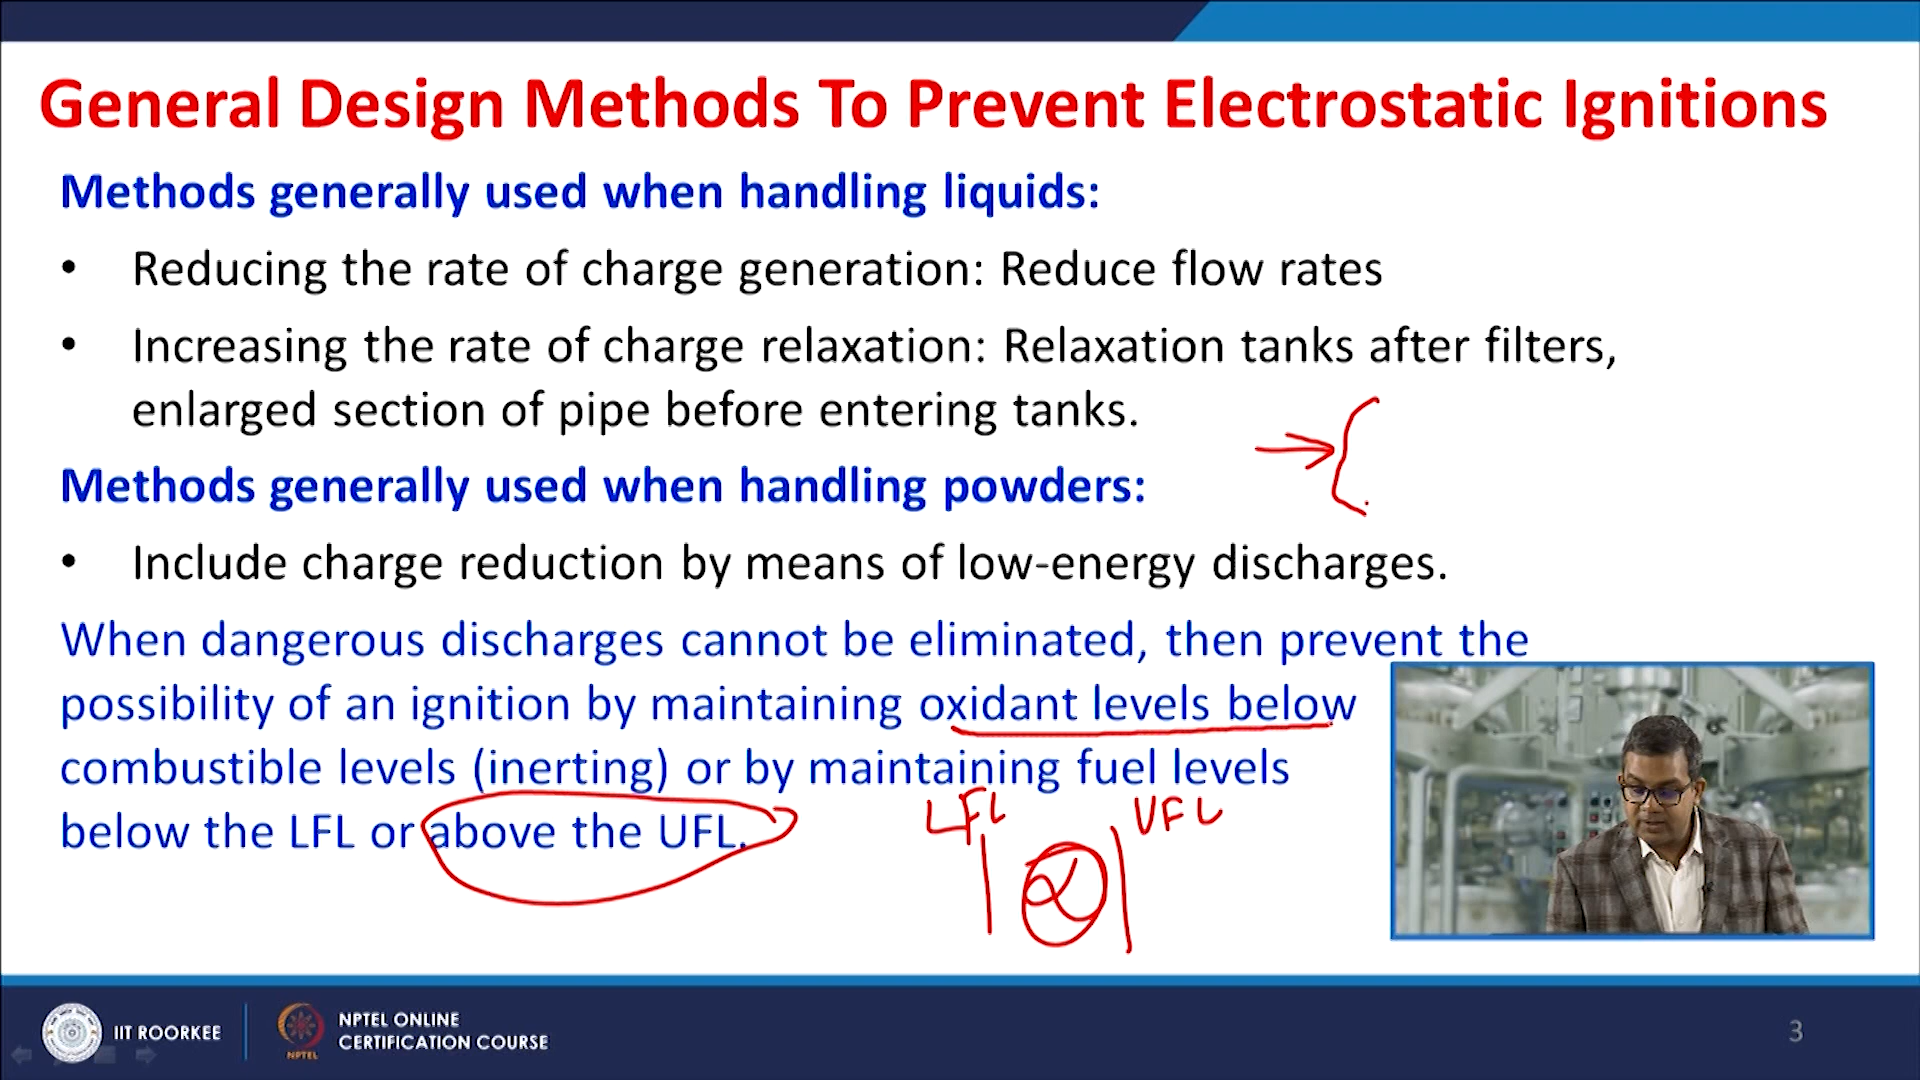 General Design Methods To Prevent Electrostatic Ignitions
Methods generally used when handling liquids:
• Reducing the rate of charge generation: Reduce flow rates
• Increasing the rate of charge relaxation: Relaxation tanks after filters,
enlarged section of pipe before entering tanks.
Methods generally used when handling powders:
• Include charge reduction by means of low-energy discharges.
When dangerous discharges cannot be eliminated, then prevent the
possibility of an ignition by maintaining oxidant levels below
combustible levels (inerting) or by maintaining fuel levels
below the LFL or above the UFL.
LFL UFL
IIT ROORKEE
NPTEL
NPTEL ONLINE
CERTIFICATION COURSE
3